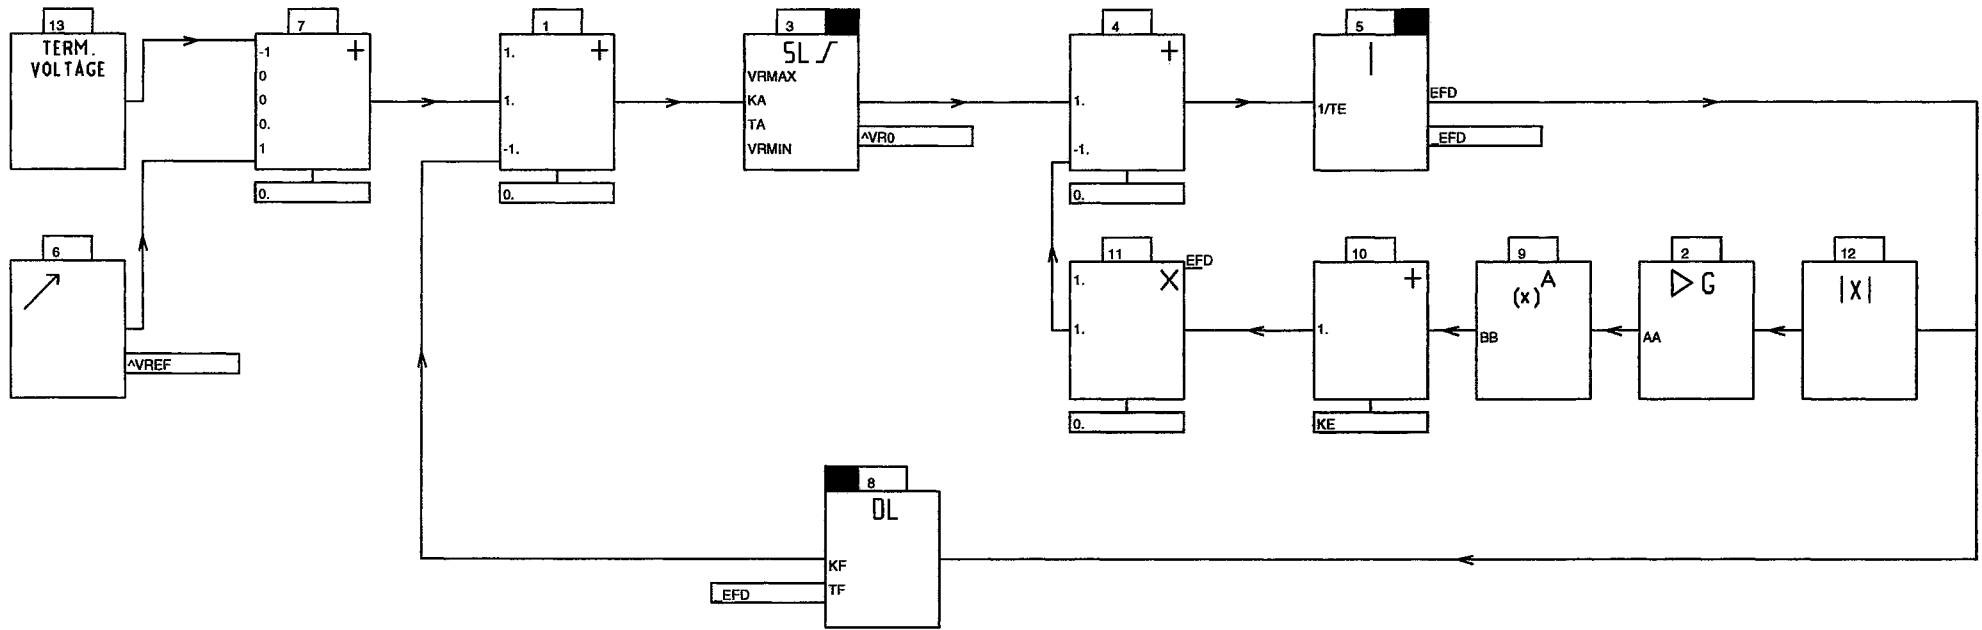 13
TERM.
VOLTAGE
7
-1
0
0
0.
1
+
0.
1
1.
1.
-1.
+
0.
3
SL
VRMAX
KA
TA
VRMIN
^VR0
4
1.
-1.
+
0.
5
1/TE
EFD
_EFD
6
^VREF
11
1.
1.
X
EFD
0.
10
1.
+
KE
9
(x)^A
BB
2
G
AA
12
|X|
8
DL
KF
TF
_EFD